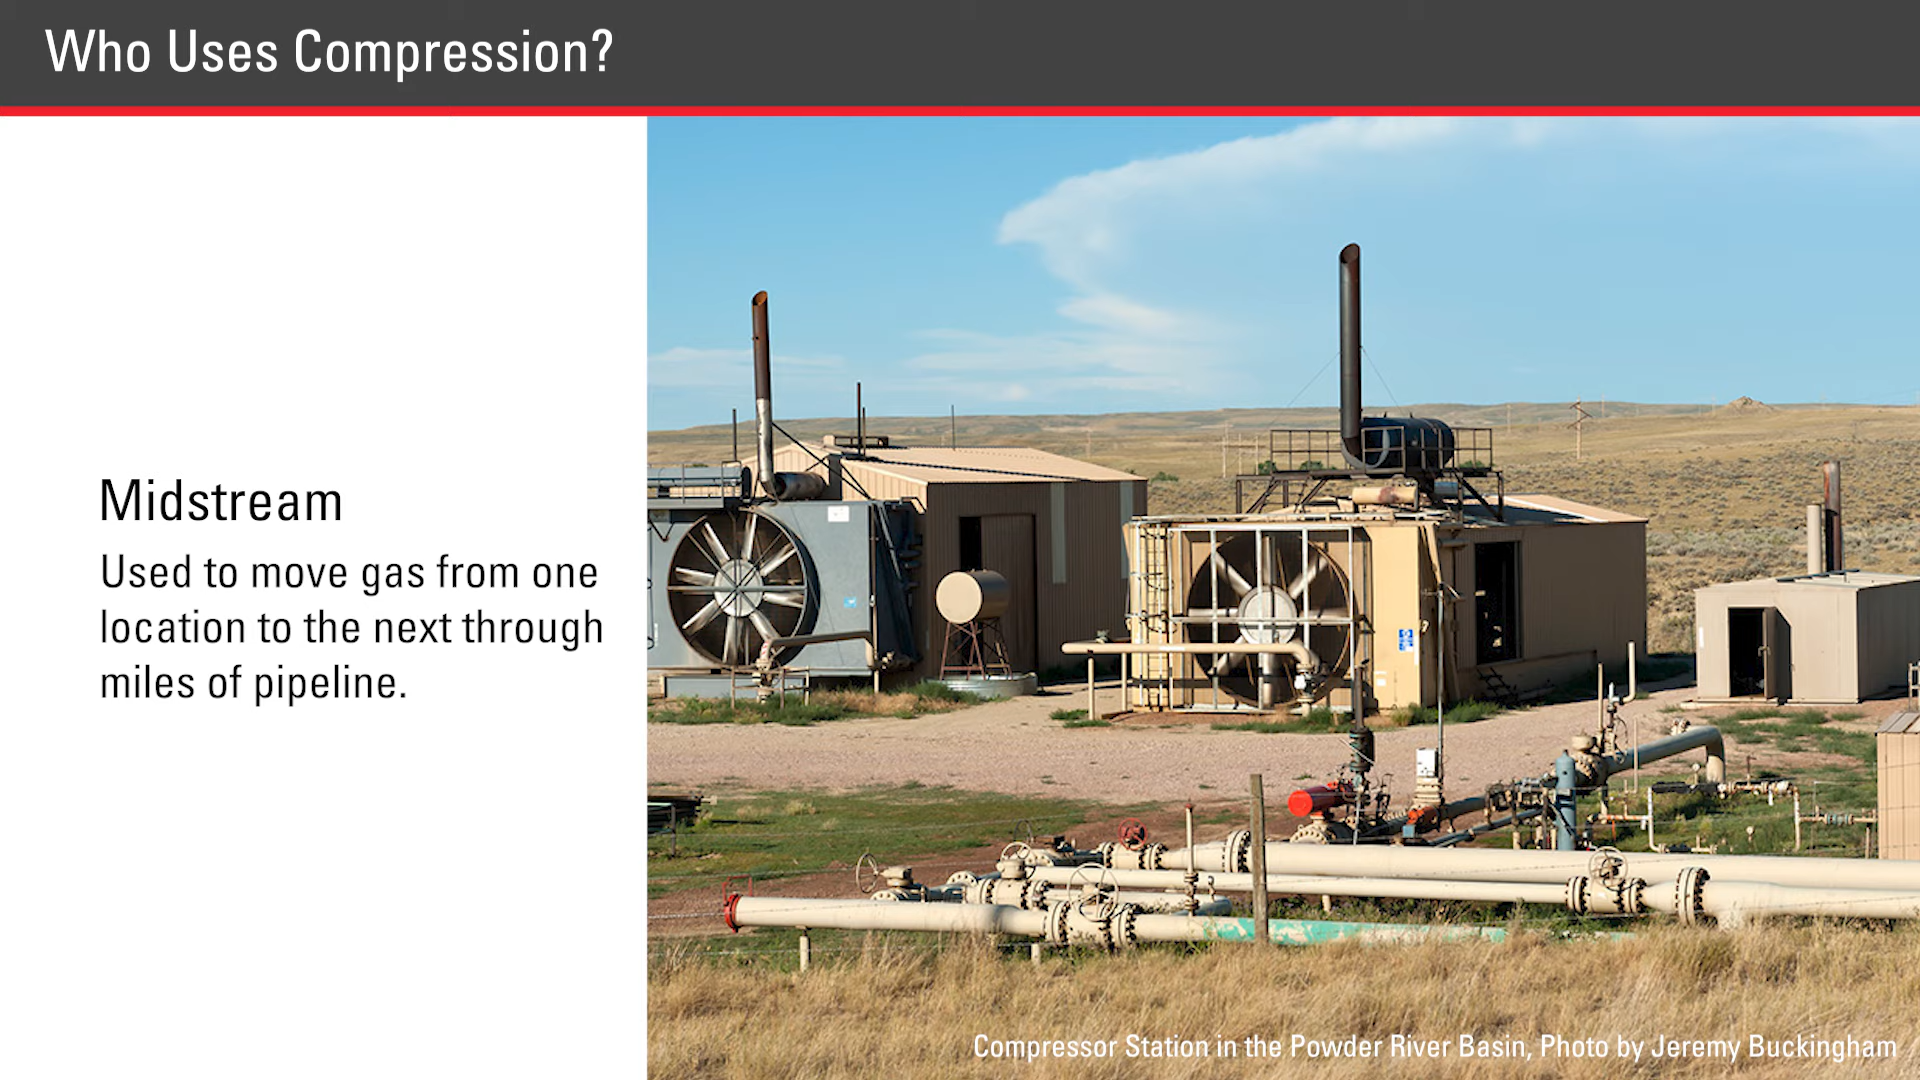 Who Uses Compression?
Midstream
Used to move gas from one
location to the next through
miles of pipeline.
Compressor Station in the Powder River Basin, Photo by Jeremy Buckingham